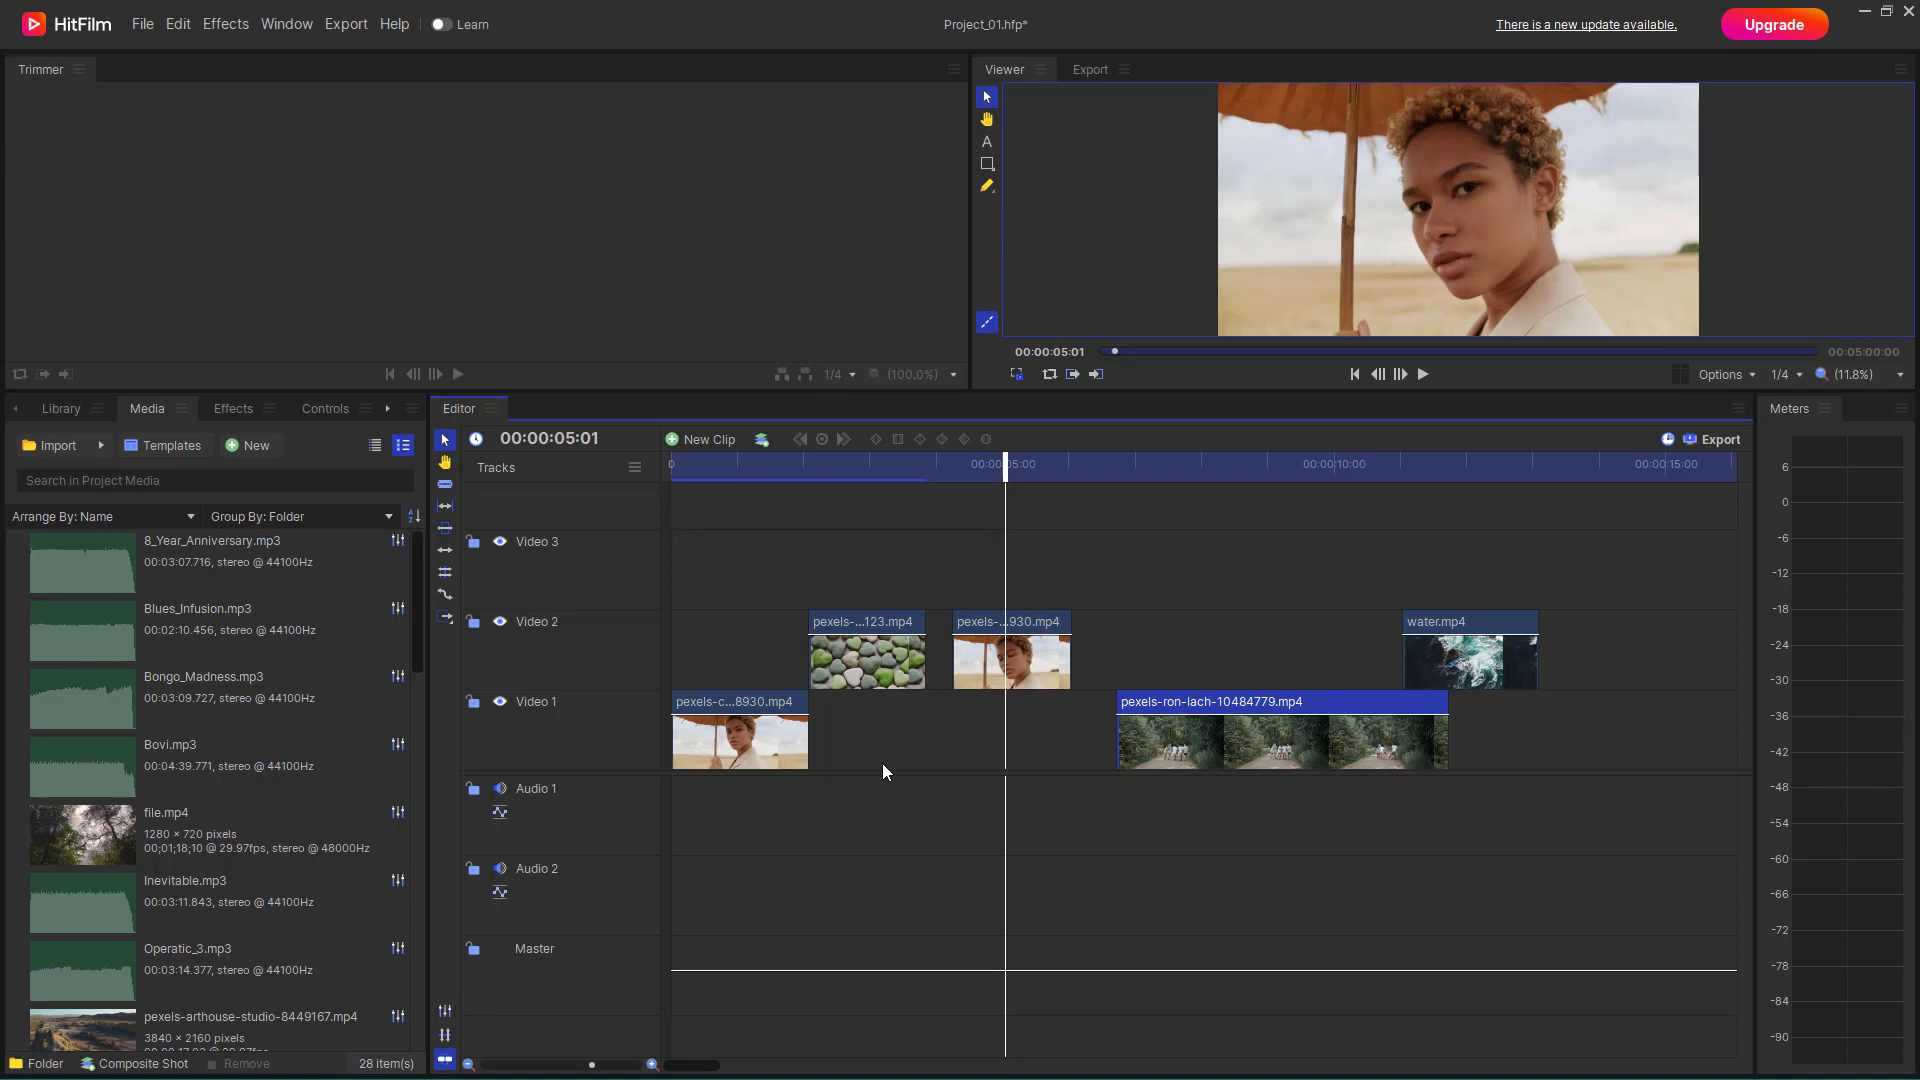 HitFilm File Edit Effects Window Export Help Learn Project_01.hfp* There is a new update available. Upgrade
Trimmer
1/4 (100.0%)
Viewer Export
A
00:00:05:01 00:05:00:00
Options 1/4 (11.8%)
Library Media Effects Controls
Import Templates New
Search in Project Media
Arrange By: Name Group By: Folder
8_Year_Anniversary.mp3
00:03:07.716, stereo @ 44100Hz
Blues_Infusion.mp3
00:02:10.456, stereo @ 44100Hz
Bongo_Madness.mp3
00:03:09.727, stereo @ 44100Hz
Bovi.mp3
00:04:39.771, stereo @ 44100Hz
file.mp4
1280 × 720 pixels
00;01;18;10 @ 29.97fps, stereo @ 48000Hz
Inevitable.mp3
00:03:11.843, stereo @ 44100Hz
Operatic_3.mp3
00:03:14.377, stereo @ 44100Hz
pexels-arthouse-studio-8449167.mp4
3840 × 2160 pixels
Folder Composite Shot Remove 28 item(s)
Editor
00:00:05:01 New Clip Export
Tracks 0 00:00:05:00 00:00:10:00 00:00:15:00
Video 3
Video 2 pexels-...123.mp4 pexels-...930.mp4 water.mp4
Video 1 pexels-c...8930.mp4 pexels-ron-lach-10484779.mp4
Audio 1
Audio 2
Master
Meters
6
0
-6
-12
-18
-24
-30
-36
-42
-48
-54
-60
-66
-72
-78
-84
-90